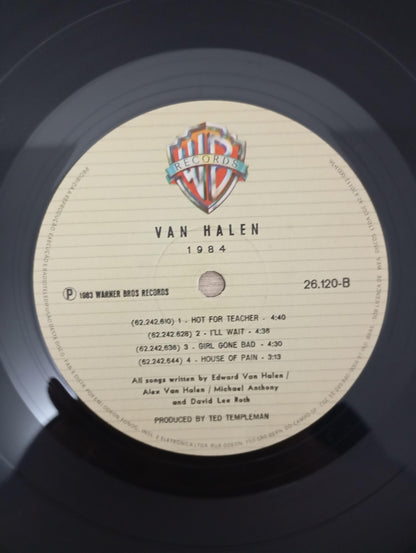 WB
RECORDS
VAN HALEN
1984
Ⓟ 1983 WARNER BROS RECORDS
26.120-B
(62.242.610) 1 - HOT FOR TEACHER - 4:40
(62.242.628) 2 - I'LL WAIT - 4:36
(62.242.636) 3 - GIRL GONE BAD - 4:30
(62.242.644) 4 - HOUSE OF PAIN - 3:13
All songs written by Edward Van Halen /
Alex Van Halen / Michael Anthony
and David Lee Roth
PRODUCED BY TED TEMPLEMAN